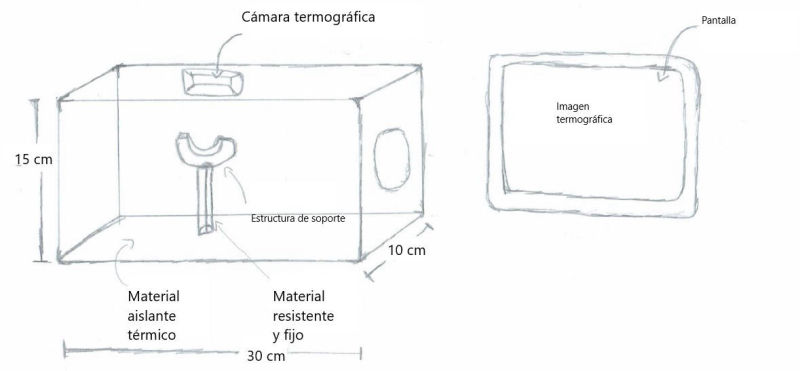 Cámara termográfica
Pantalla
Imagen
termográfica
15 cm
Estructura de soporte
10 cm
Material
aislante
térmico
Material
resistente
y fijo
30 cm